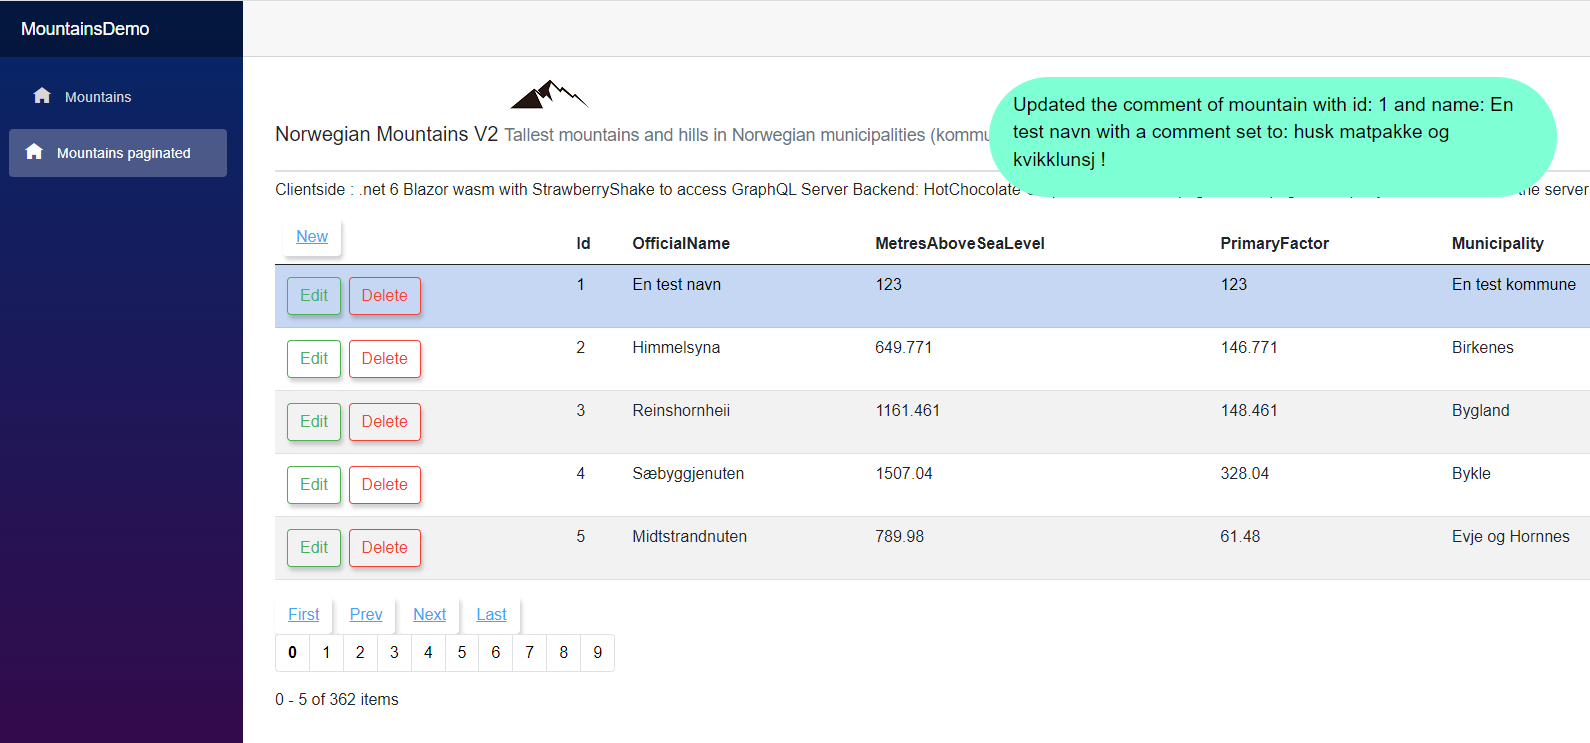 MountainsDemo
Mountains
Mountains paginated
Updated the comment of mountain with id: 1 and name: En
test navn with a comment set to: husk matpakke og
kvikklunsj !
Norwegian Mountains V2 Tallest mountains and hills in Norwegian municipalities
Clientside : .net 6 Blazor wasm with StrawberryShake to access GraphQL Server Backend: HotChocolate the server
New Id OfficialName MetresAboveSeaLevel PrimaryFactor Municipality
Edit Delete 1 En test navn 123 123 En test kommune
Edit Delete 2 Himmelsyna 649.771 146.771 Birkenes
Edit Delete 3 Reinshornheii 1161.461 148.461 Bygland
Edit Delete 4 Sæbyggjenuten 1507.04 328.04 Bykle
Edit Delete 5 Midtstrandnuten 789.98 61.48 Evje og Hornnes
First Prev Next Last
0 1 2 3 4 5 6 7 8 9
0 - 5 of 362 items